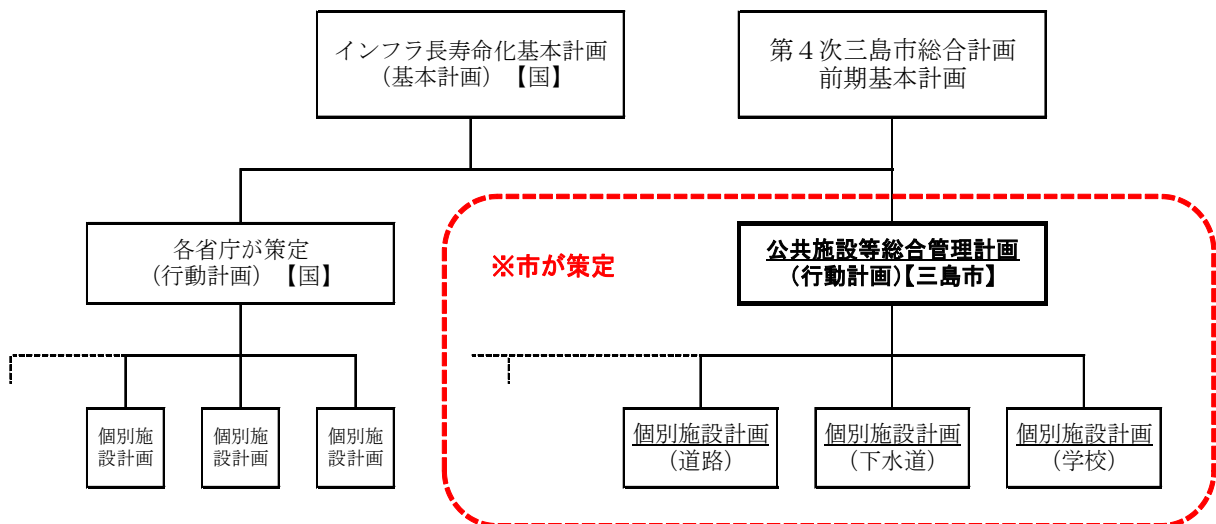 インフラ長寿命化基本計画
(基本計画)【国】
第４次三島市総合計画
前期基本計画
各省庁が策定
(行動計画)【国】
※市が策定
公共施設等総合管理計画
(行動計画)【三島市】
個別施
設計画
個別施
設計画
個別施
設計画
個別施設計画
(道路)
個別施設計画
(下水道)
個別施設計画
(学校)